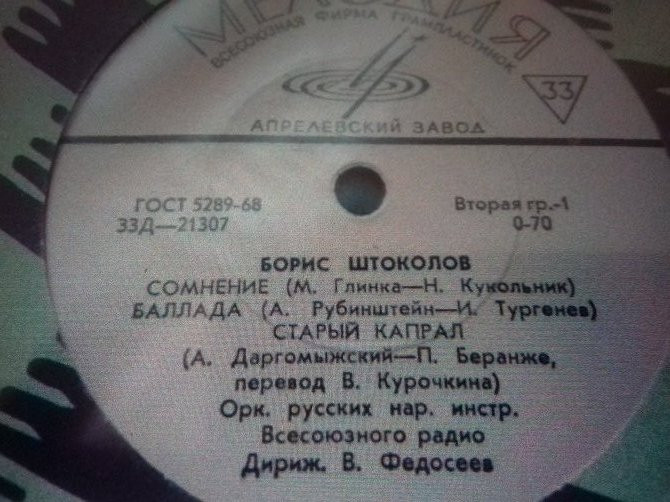 МЕЛОДИЯ
ВСЕСОЮЗНАЯ ФИРМА ГРАМПЛАСТИНОК
33
АПРЕЛЕВСКИЙ ЗАВОД
ГОСТ 5289-68
33Д—21307
Вторая гр.-1
0-70
БОРИС ШТОКОЛОВ
СОМНЕНИЕ (М. Глинка—Н. Кукольник)
БАЛЛАДА (А. Рубинштейн—И. Тургенев)
СТАРЫЙ КАПРАЛ
(А. Даргомыжский—П. Беранже,
перевод В. Курочкина)
Орк. русских нар. инстр.
Всесоюзного радио
Дириж. В. Федосеев